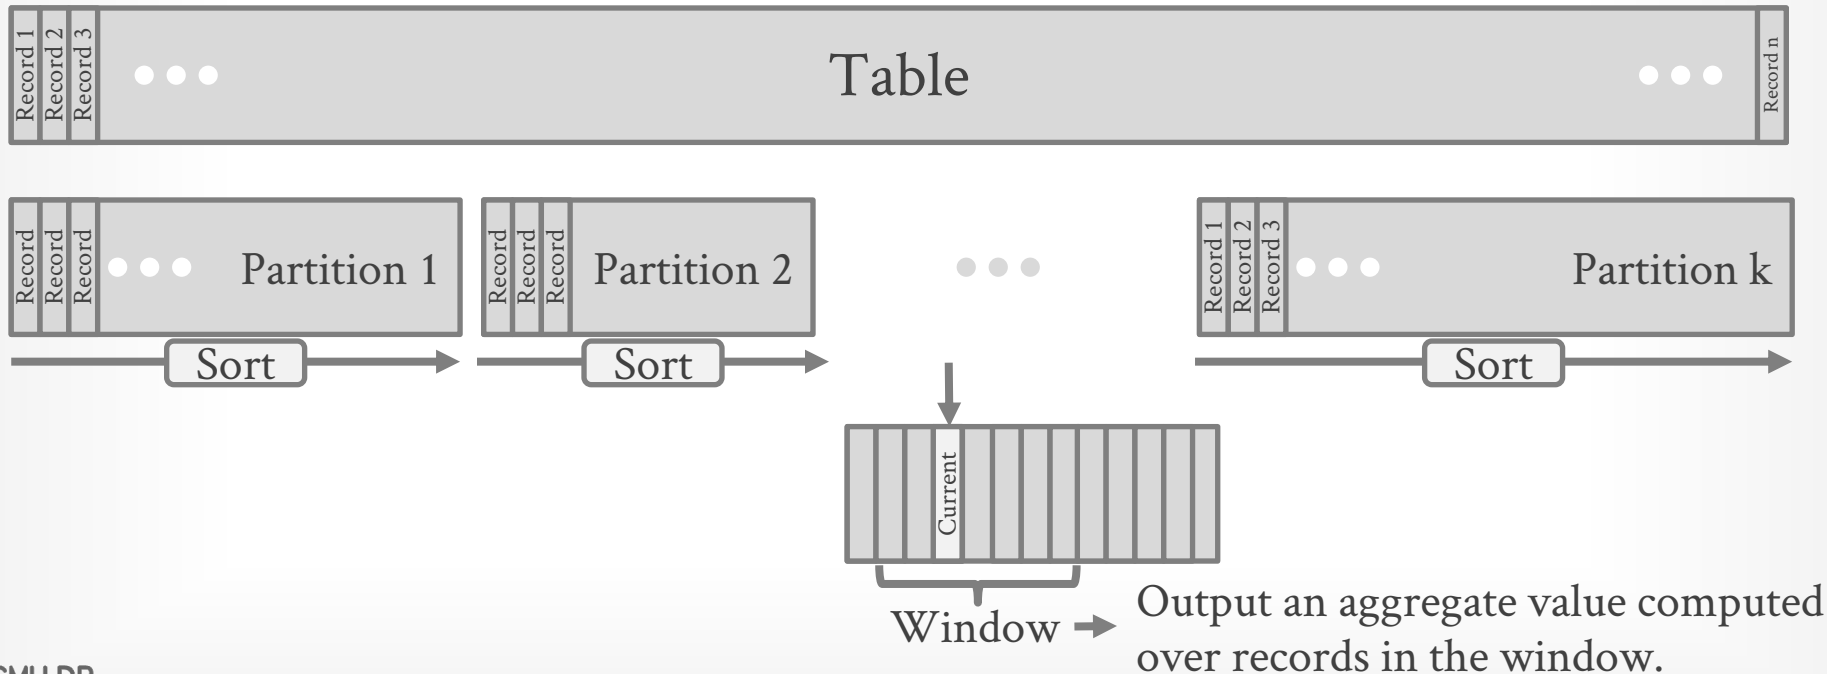 Record 1
Record 2
Record 3
Table
Record n
Record
Record
Record
Partition 1
Record
Record
Record
Partition 2
Record 1
Record 2
Record 3
Partition k
Sort
Sort
Sort
Current
Window
Output an aggregate value computed
over records in the window.